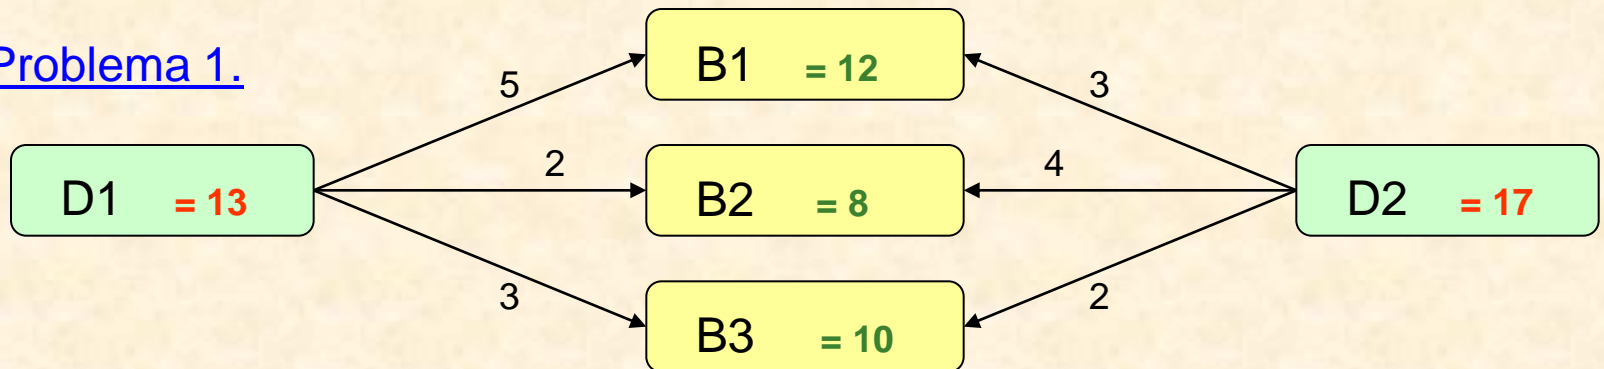 Problema 1.
B1 = 12
5
3
D1 = 13
2
B2 = 8
4
D2 = 17
3
B3 = 10
2